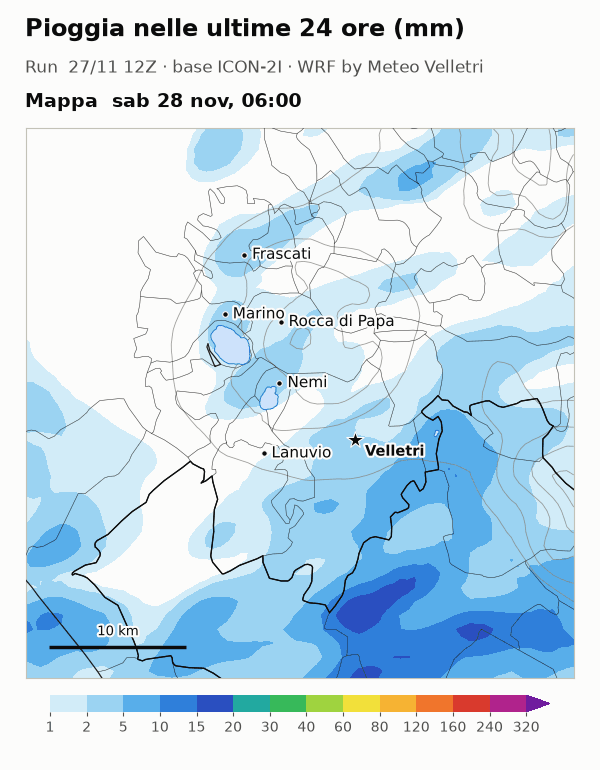 Pioggia nelle ultime 24 ore (mm)
Run  27/11 12Z · base ICON-2I · WRF by Meteo Velletri
Mappa  sab 28 nov, 06:00
Frascati
Marino
Rocca di Papa
Nemi
Velletri
Lanuvio
10 km
1 2 5 10 15 20 30 40 60 80 120 160 240 320